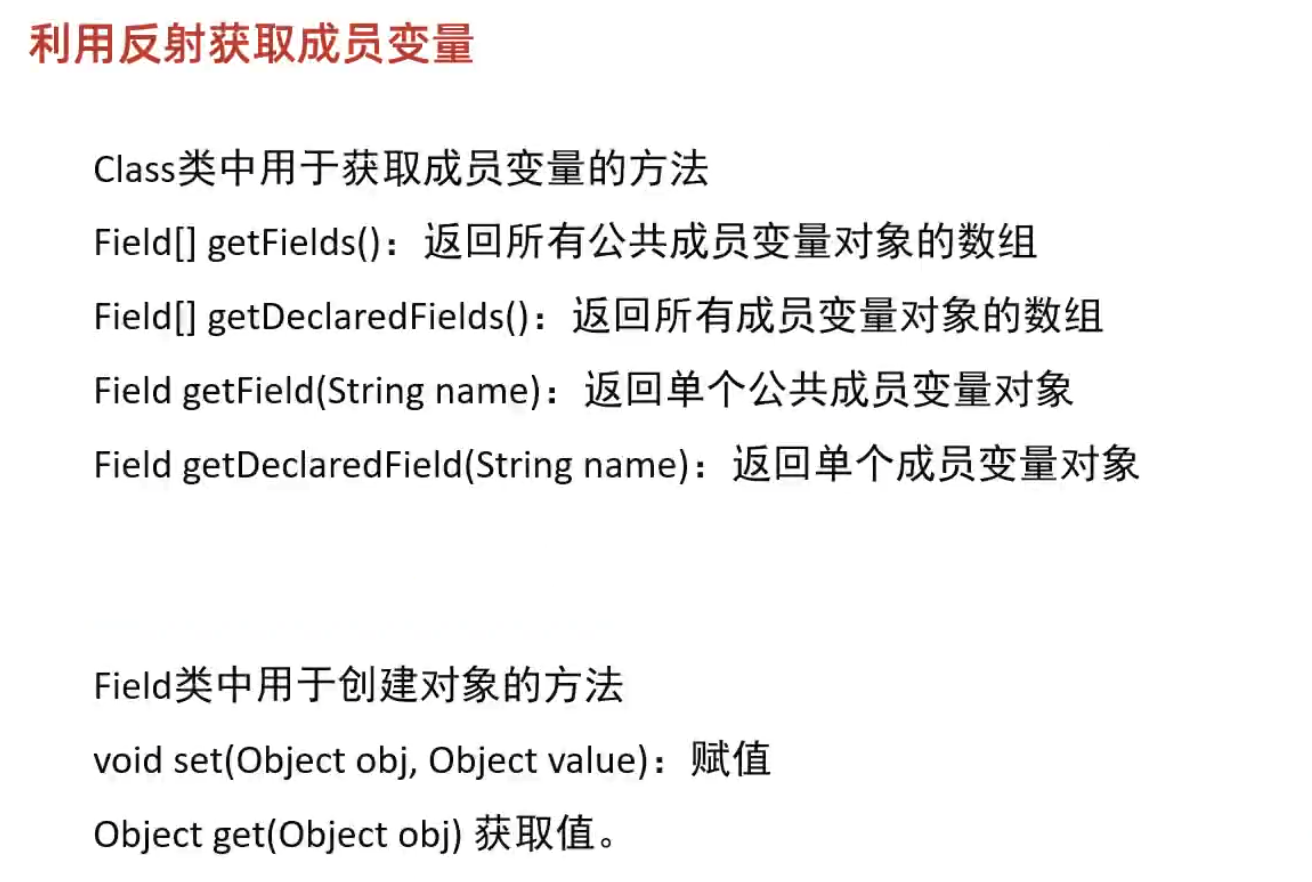 利用反射获取成员变量
Class类中用于获取成员变量的方法
Field[] getFields()：返回所有公共成员变量对象的数组
Field[] getDeclaredFields()：返回所有成员变量对象的数组
Field getField(String name)：返回单个公共成员变量对象
Field getDeclaredField(String name)：返回单个成员变量对象
Field类中用于创建对象的方法
void set(Object obj, Object value)：赋值
Object get(Object obj) 获取值。